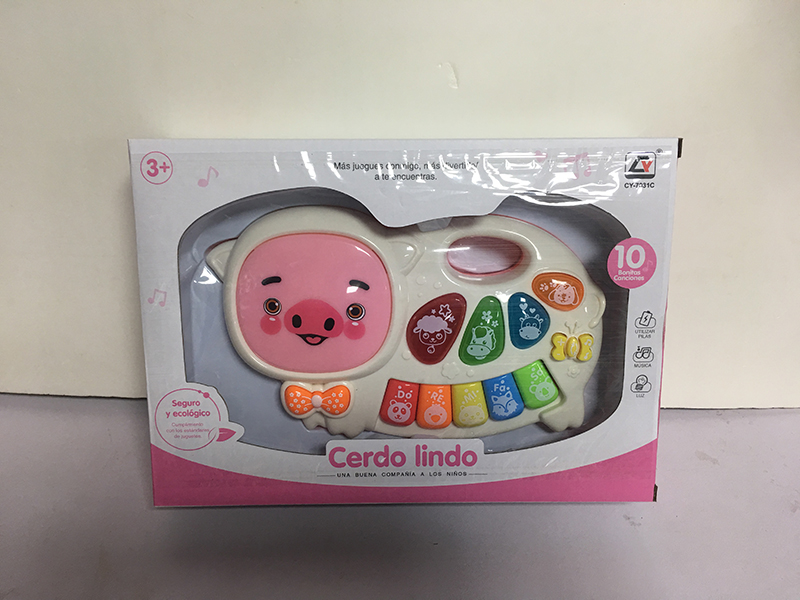 3+
Más juegues conmigo, más divertido
a te encuentras.
CY
CY-7031C
10
Bonitas
Canciones
UTILIZAR
PILAS
MÚSICA
LUZ
Seguro
y ecológico
Do
RE
Mi
Fa
So
Cerdo lindo
UNA BUENA COMPAÑÍA A LOS NIÑOS